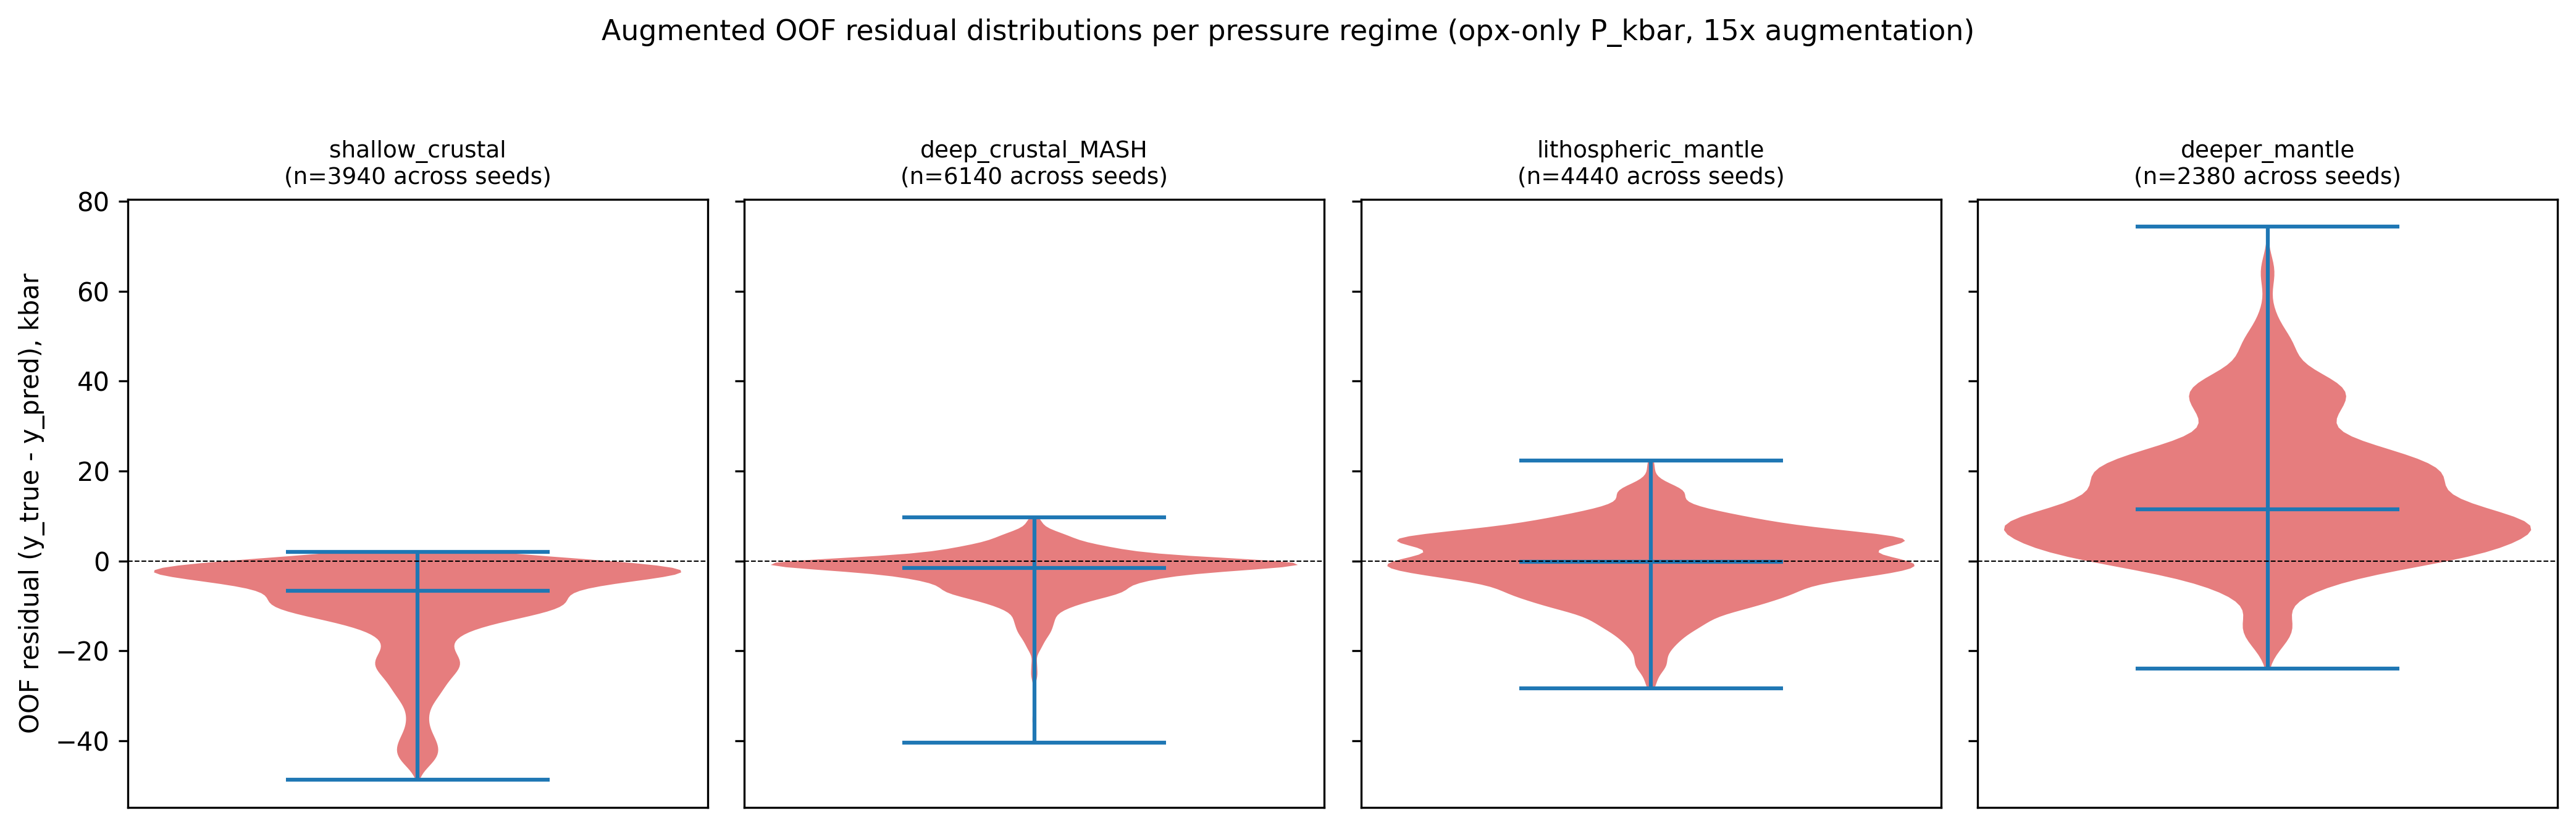 Augmented OOF residual distributions per pressure regime (opx-only P_kbar, 15x augmentation)
shallow_crustal
(n=3940 across seeds)
deep_crustal_MASH
(n=6140 across seeds)
lithospheric_mantle
(n=4440 across seeds)
deeper_mantle
(n=2380 across seeds)
OOF residual (y_true - y_pred), kbar
80
60
40
20
0
−20
−40